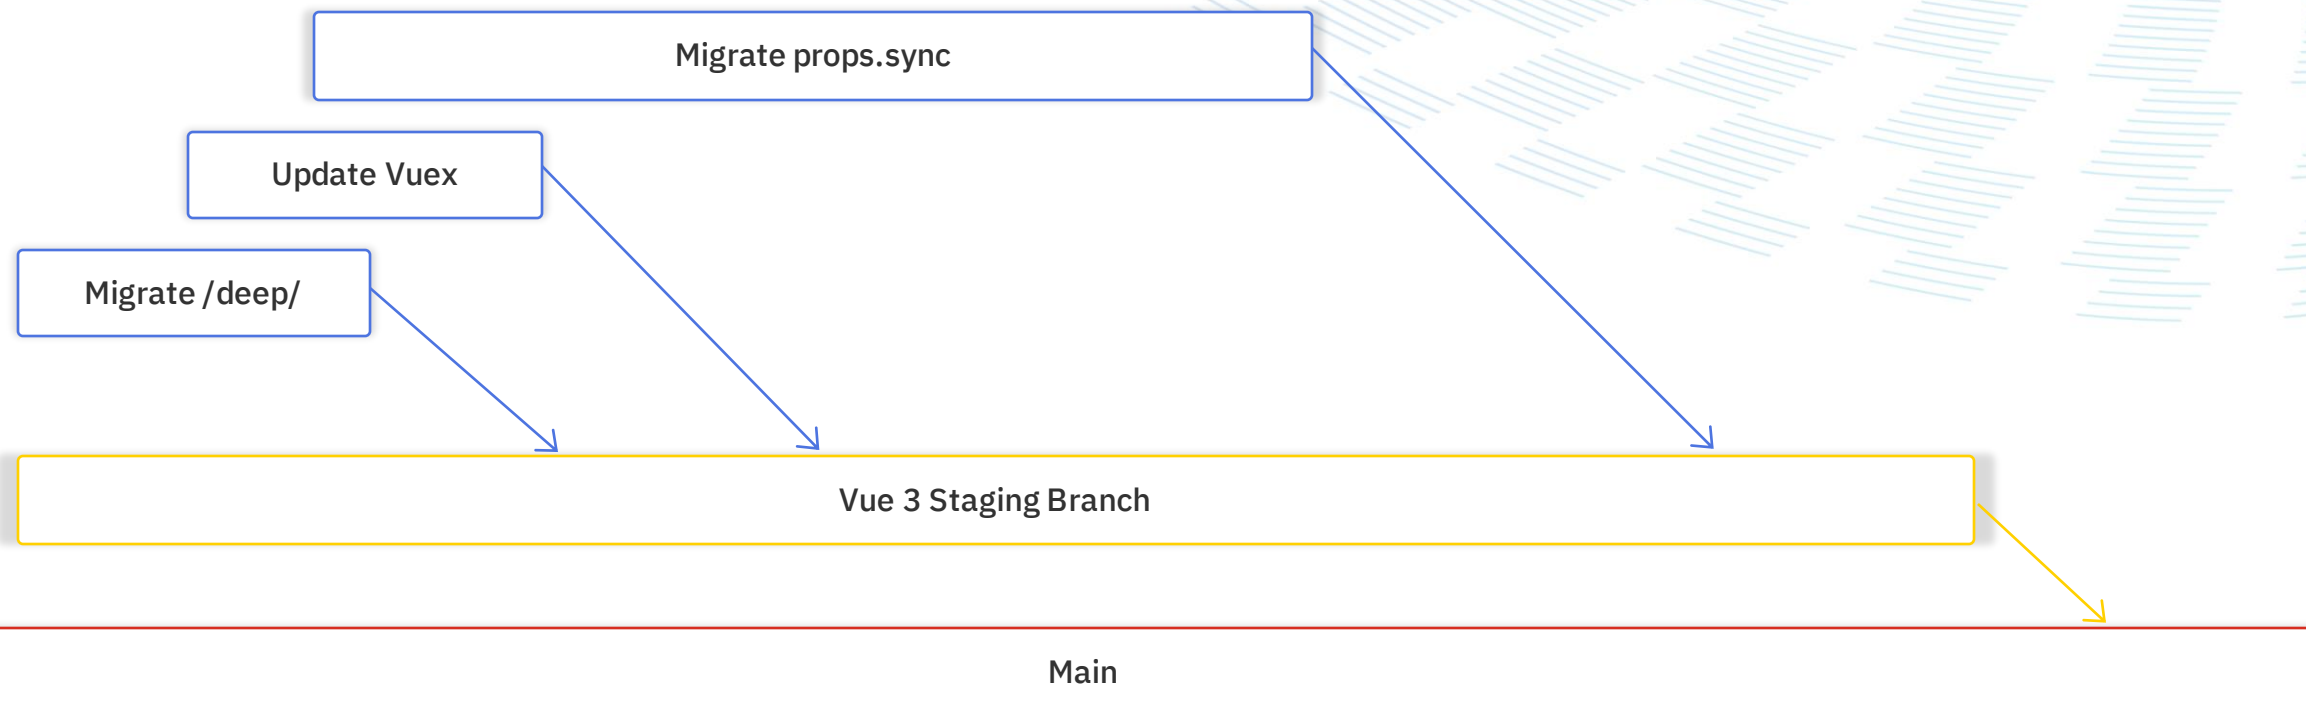 Migrate props.sync
Update Vuex
Migrate /deep/
Vue 3 Staging Branch
Main